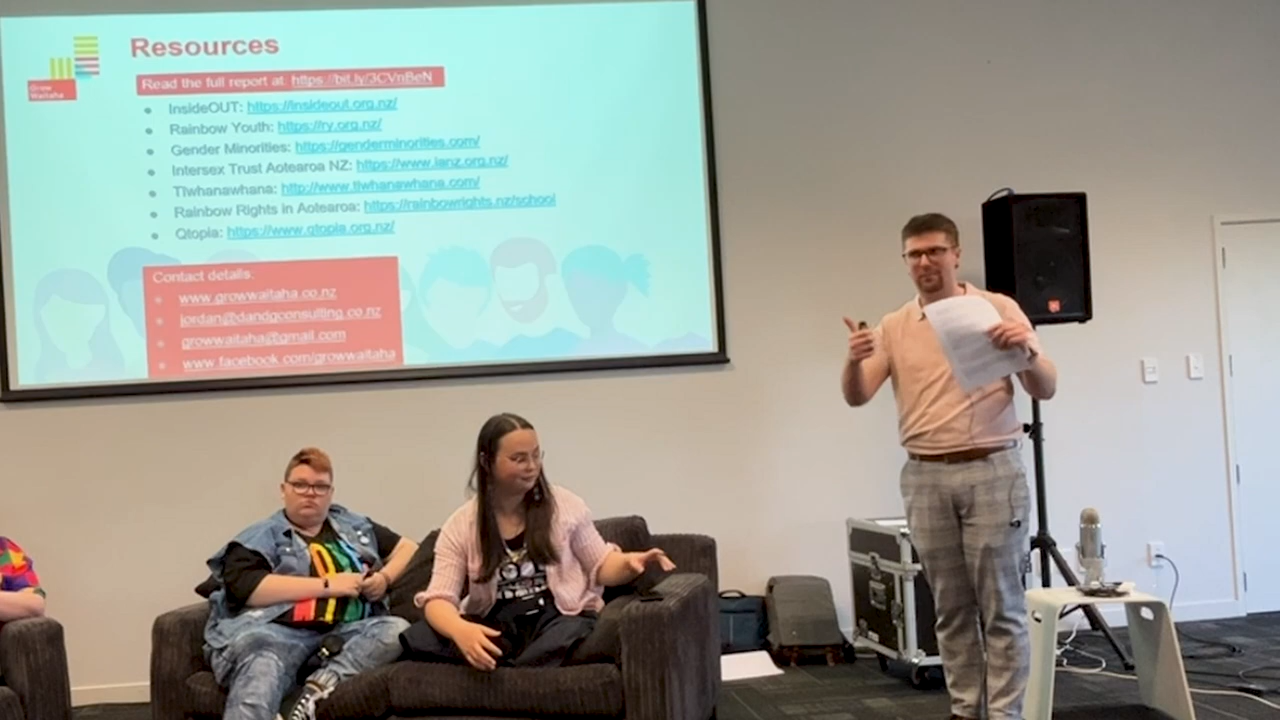 Resources
Grow
Waitaha
Read the full report at: https://bit.ly/3CVnBeN
InsideOUT: https://insideout.org.nz/
Rainbow Youth: https://ry.org.nz/
Gender Minorities: https://genderminorities.com/
Intersex Trust Aotearoa NZ: https://www.ianz.org.nz/
Tīwhanawhana: http://www.tiwhanawhana.com/
Rainbow Rights in Aotearoa: https://rainbowrights.nz/school
Qtopia: https://www.qtopia.org.nz/
Contact details:
www.growwaitaha.co.nz
jordan@dandgconsulting.co.nz
growwaitaha@gmail.com
www.facebook.com/growwaitaha